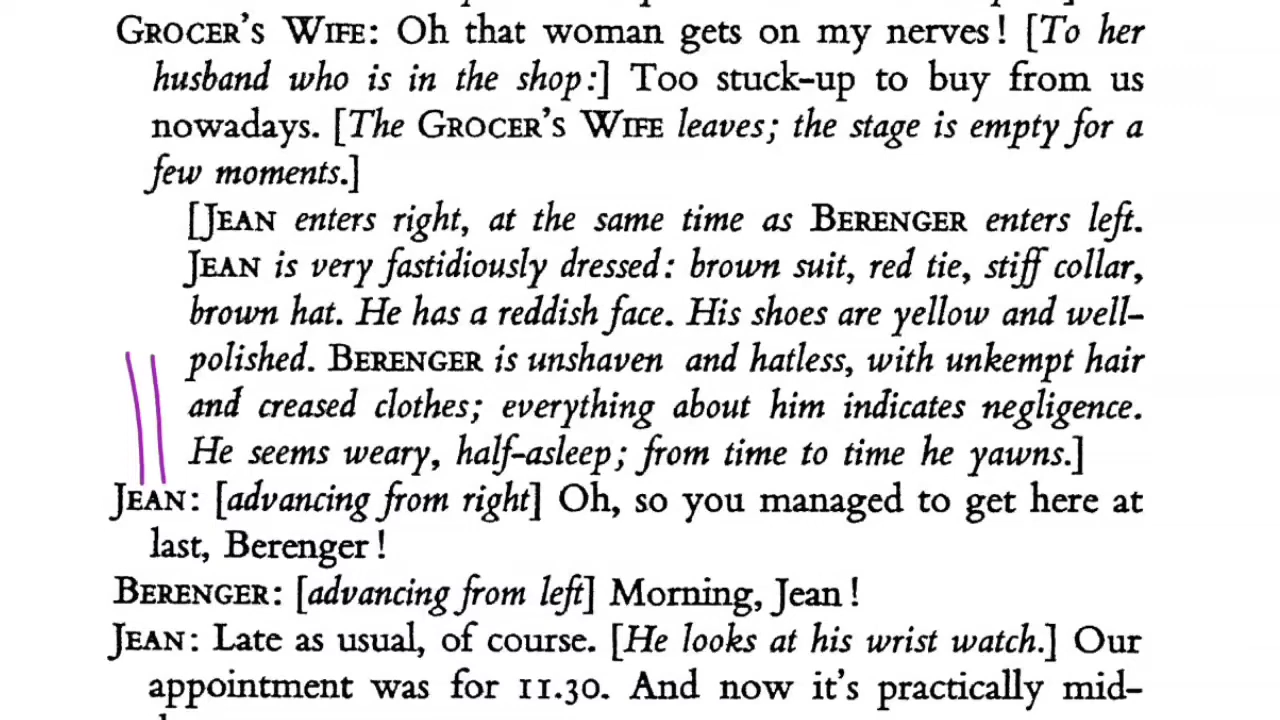 GROCER'S WIFE: Oh that woman gets on my nerves! [To her
husband who is in the shop:] Too stuck-up to buy from us
nowadays. [The GROCER'S WIFE leaves; the stage is empty for a
few moments.]
[JEAN enters right, at the same time as BERENGER enters left.
JEAN is very fastidiously dressed: brown suit, red tie, stiff collar,
brown hat. He has a reddish face. His shoes are yellow and well-
polished. BERENGER is unshaven and hatless, with unkempt hair
and creased clothes; everything about him indicates negligence.
He seems weary, half-asleep; from time to time he yawns.]
JEAN: [advancing from right] Oh, so you managed to get here at
last, Berenger!
BERENGER: [advancing from left] Morning, Jean!
JEAN: Late as usual, of course. [He looks at his wrist watch.] Our
appointment was for 11.30. And now it's practically mid-